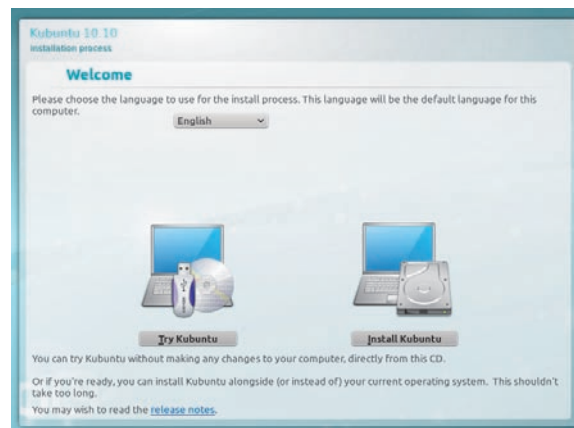 Kubuntu 10.10
Installation process
Welcome
Please choose the language to use for the install process. This language will be the default language for this
computer.
English
Try Kubuntu
Install Kubuntu
You can try Kubuntu without making any changes to your computer, directly from this CD.
Or if you're ready, you can install Kubuntu alongside (or instead of) your current operating system. This shouldn't
take too long.
You may wish to read the release notes.